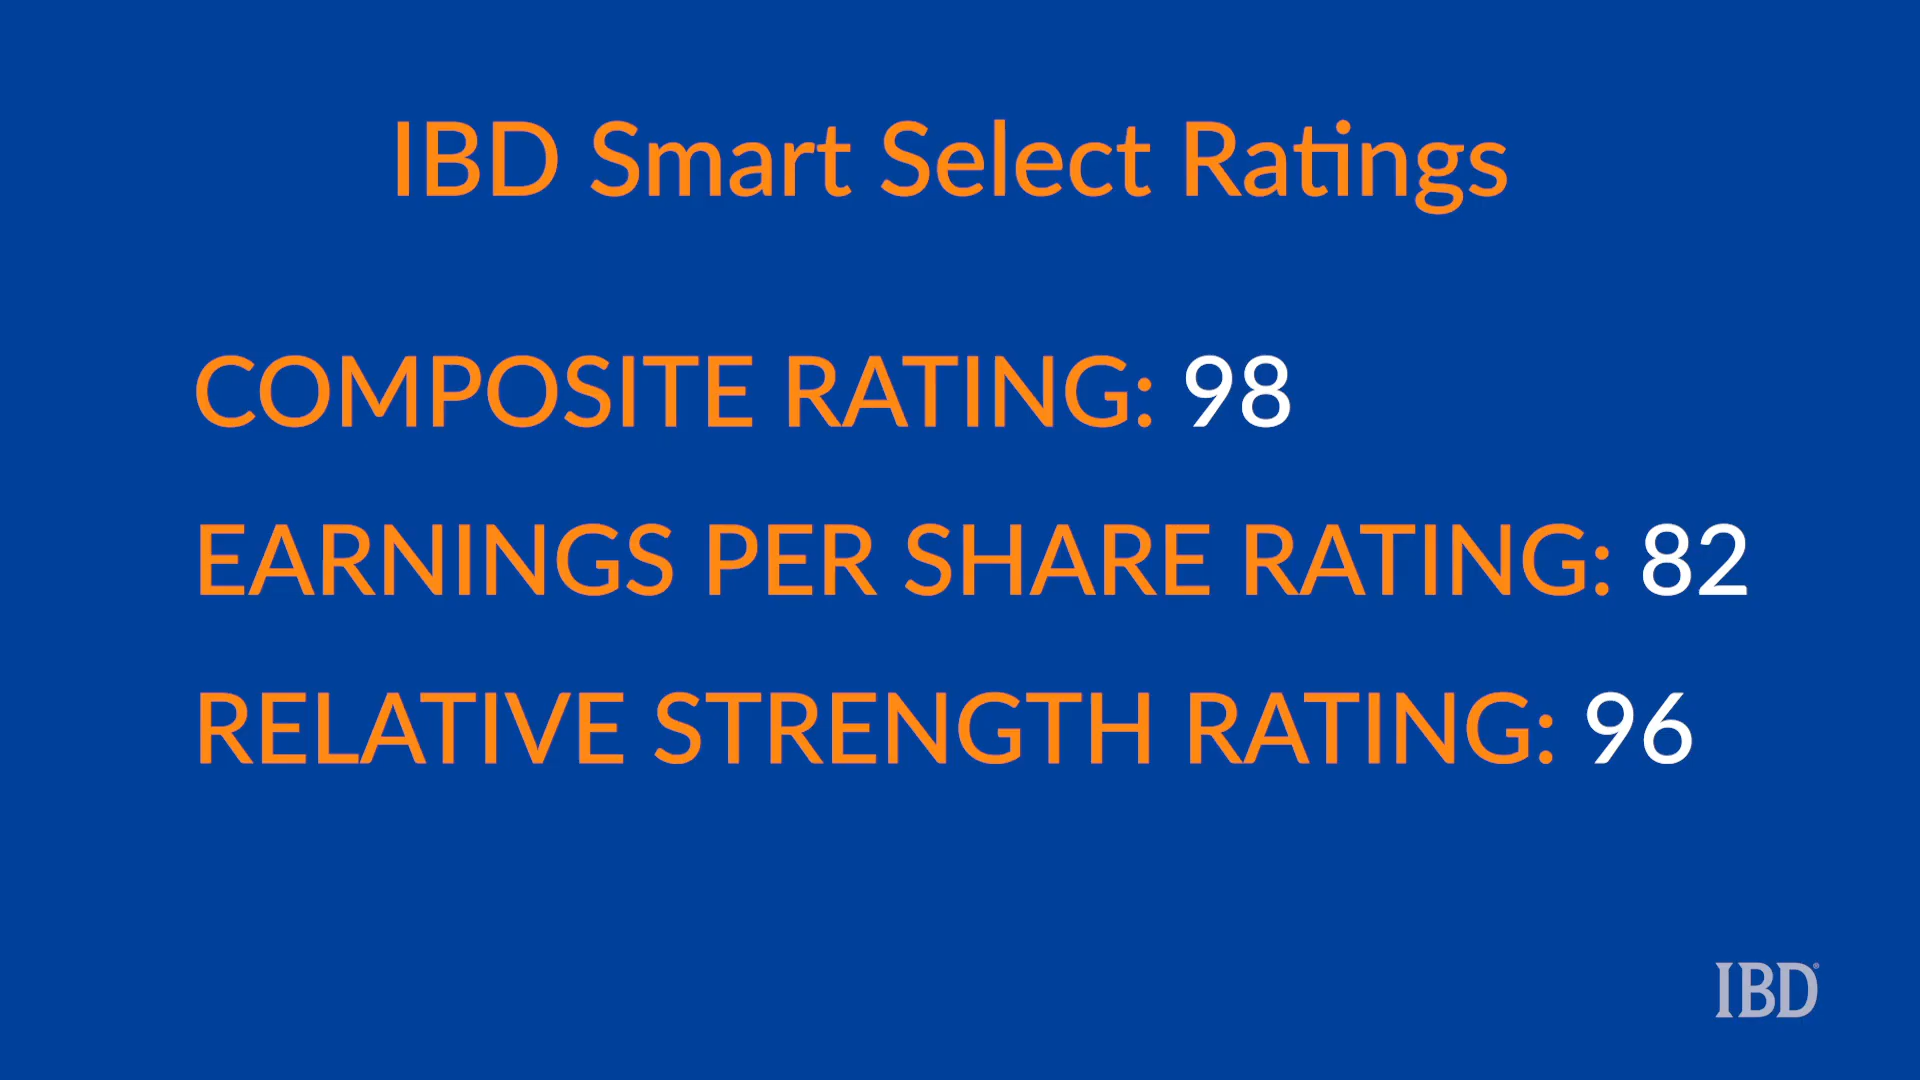 IBD Smart Select Ratings
COMPOSITE RATING: 98
EARNINGS PER SHARE RATING: 82
RELATIVE STRENGTH RATING: 96
IBD®